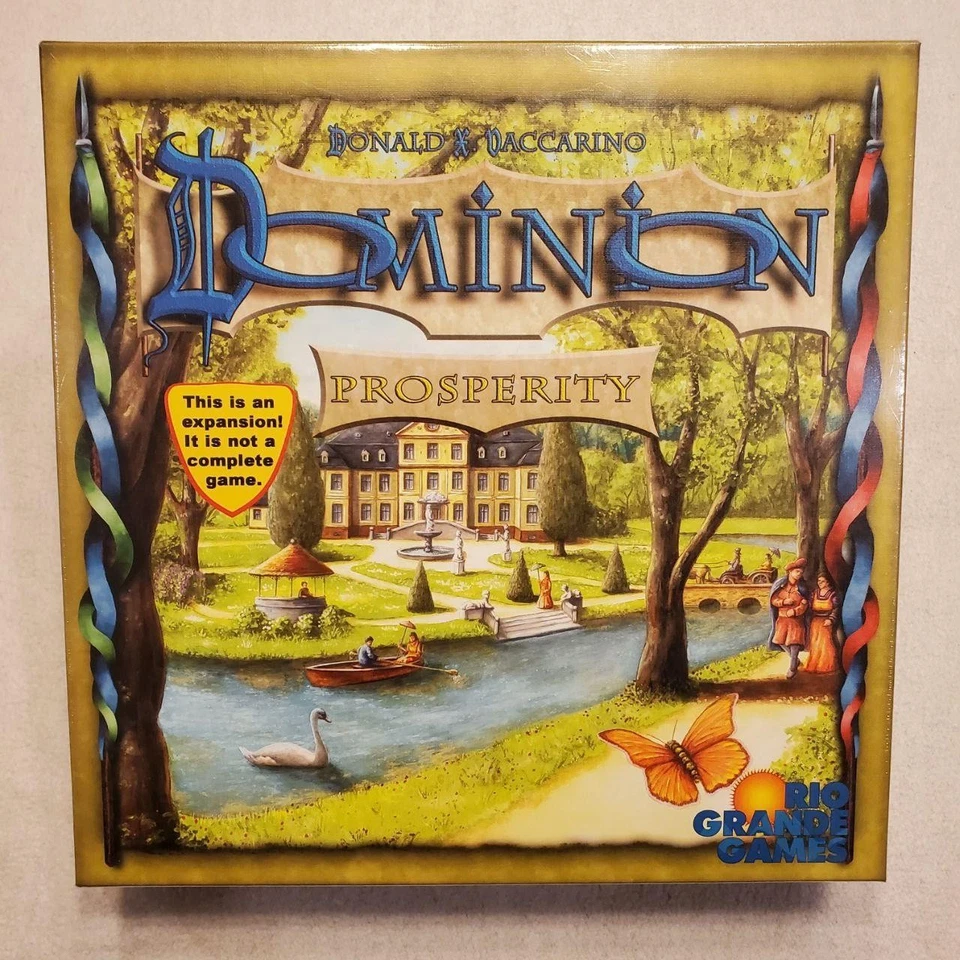 DONALD X. VACCARINO
DOMINION
PROSPERITY
This is an
expansion!
It is not a
complete
game.
RIO
GRANDE
GAMES